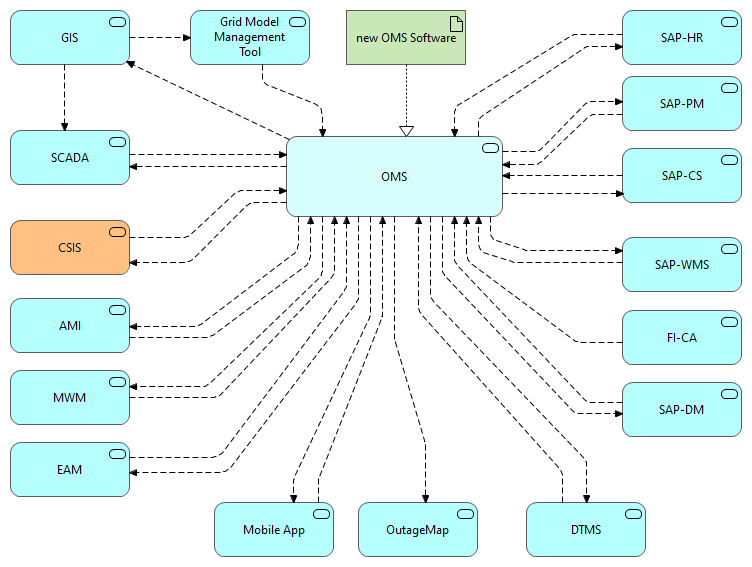 GIS
Grid Model
Management
Tool
new OMS Software
SAP-HR
SAP-PM
SCADA
OMS
SAP-CS
CSIS
SAP-WMS
AMI
FI-CA
MWM
SAP-DM
EAM
Mobile App
OutageMap
DTMS